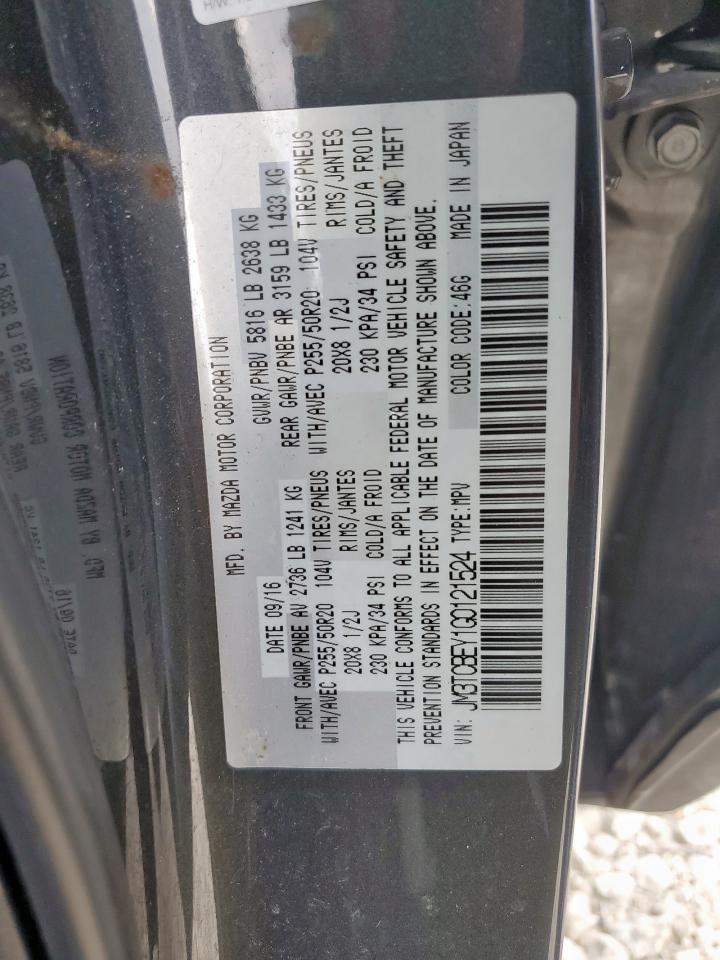 MFD. BY MAZDA MOTOR CORPORATION
DATE 09/16 GVWR/PNBV 5816 LB 2638 KG
FRONT GAWR/PNBE AV 2736 LB 1241 KG REAR GAWR/PNBE AR 3159 LB 1433 KG
WITH/AVEC P255/50R20 104V TIRES/PNEUS WITH/AVEC P255/50R20 104V TIRES/PNEUS
20X8 1/2J RIMS/JANTES 20X8 1/2J RIMS/JANTES
230 KPA/34 PSI COLD/A FROID 230 KPA/34 PSI COLD/A FROID
THIS VEHICLE CONFORMS TO ALL APPLICABLE FEDERAL MOTOR VEHICLE SAFETY AND THEFT
PREVENTION STANDARDS IN EFFECT ON THE DATE OF MANUFACTURE SHOWN ABOVE.
VIN: JM3TCBEY1G0121524 TYPE:MPV COLOR CODE:46G MADE IN JAPAN